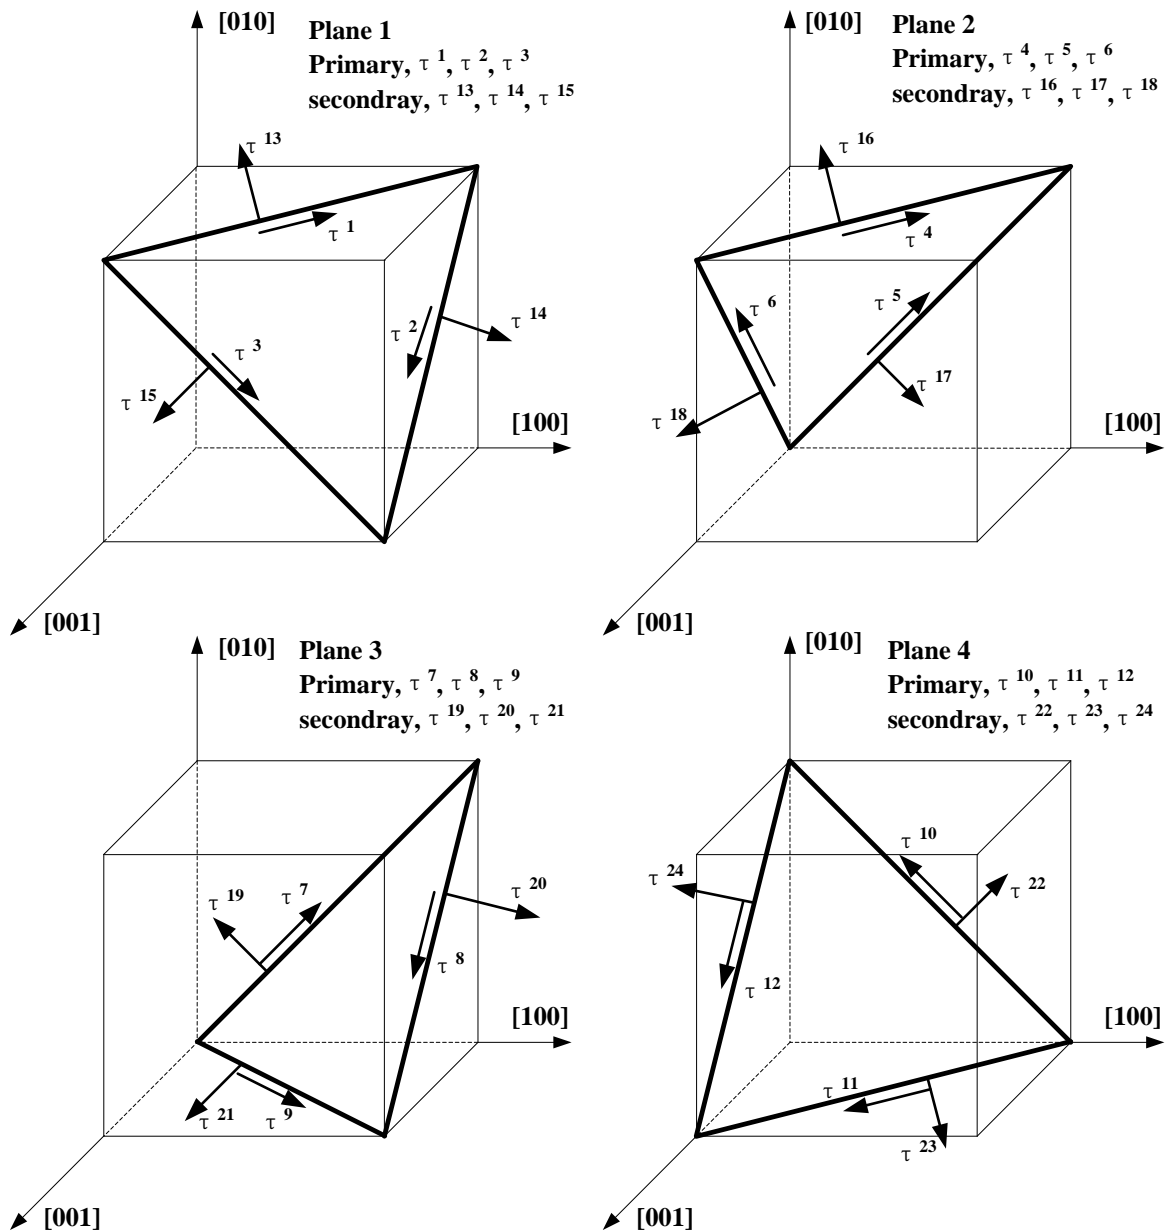 [010]
Plane 1
Primary, τ 1, τ 2, τ 3
secondray, τ 13, τ 14, τ 15
τ 13
τ 1
τ 2
τ 14
τ 3
τ 15
[100]
[001]
[010]
Plane 2
Primary, τ 4, τ 5, τ 6
secondray, τ 16, τ 17, τ 18
τ 16
τ 4
τ 6
τ 5
τ 17
τ 18
[100]
[001]
[010]
Plane 3
Primary, τ 7, τ 8, τ 9
secondray, τ 19, τ 20, τ 21
τ 19
τ 7
τ 20
τ 8
[100]
τ 21
τ 9
[001]
[010]
Plane 4
Primary, τ 10, τ 11, τ 12
secondray, τ 22, τ 23, τ 24
τ 10
τ 24
τ 22
τ 12
[100]
τ 11
τ 23
[001]